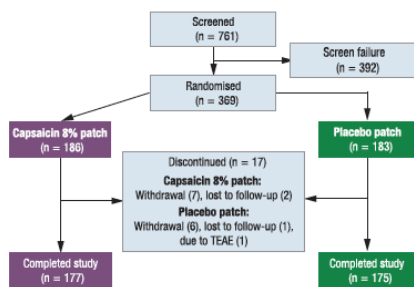 Screened
(n = 761)
Screen failure
(n = 392)
Randomised
(n = 369)
Capsaicin 8% patch
(n = 186)
Placebo patch
(n = 183)
Discontinued (n = 17)
Capsaicin 8% patch:
Withdrawal (7), lost to follow-up (2)
Placebo patch:
Withdrawal (6), lost to follow-up (1),
due to TEAE (1)
Completed study
(n = 177)
Completed study
(n = 175)